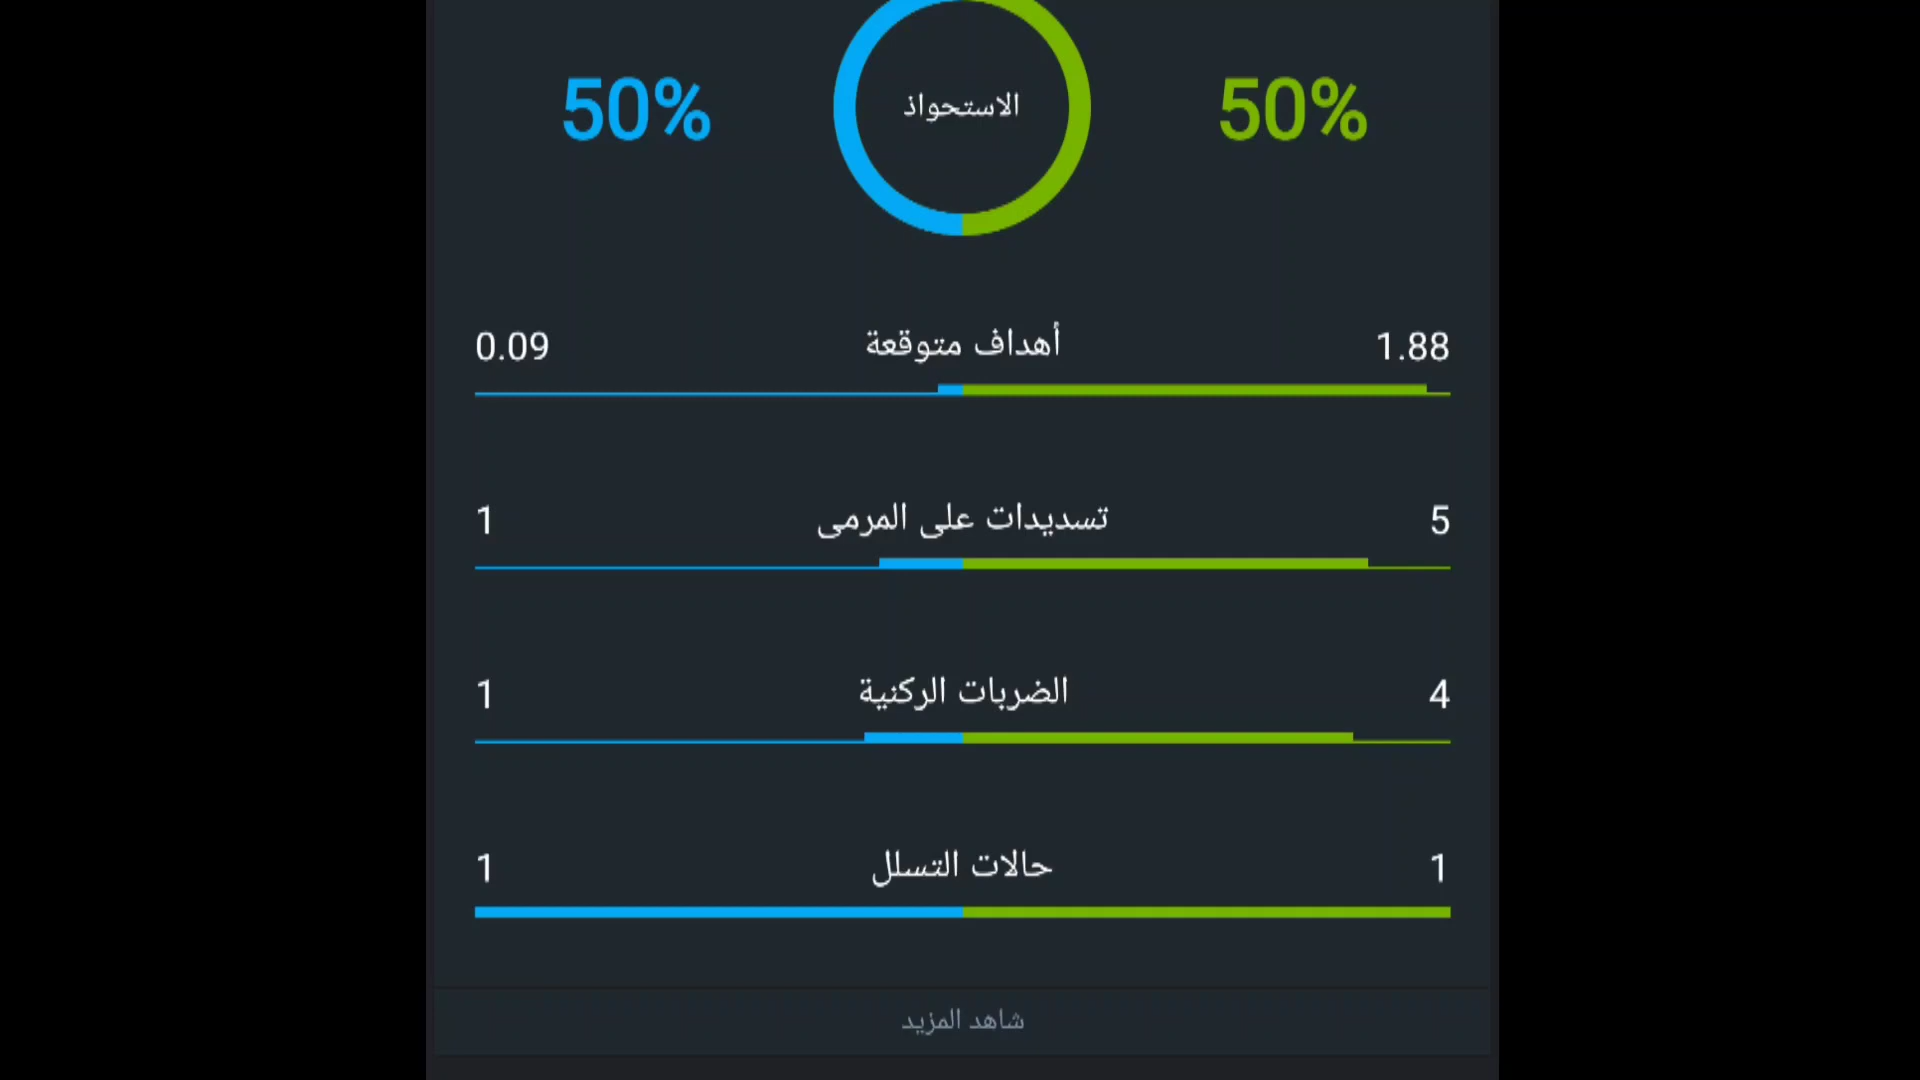 50% الاستحواذ 50%
1.88 أهداف متوقعة 0.09
5 تسديدات على المرمى 1
4 الضربات الركنية 1
1 حالات التسلل 1
شاهد المزيد